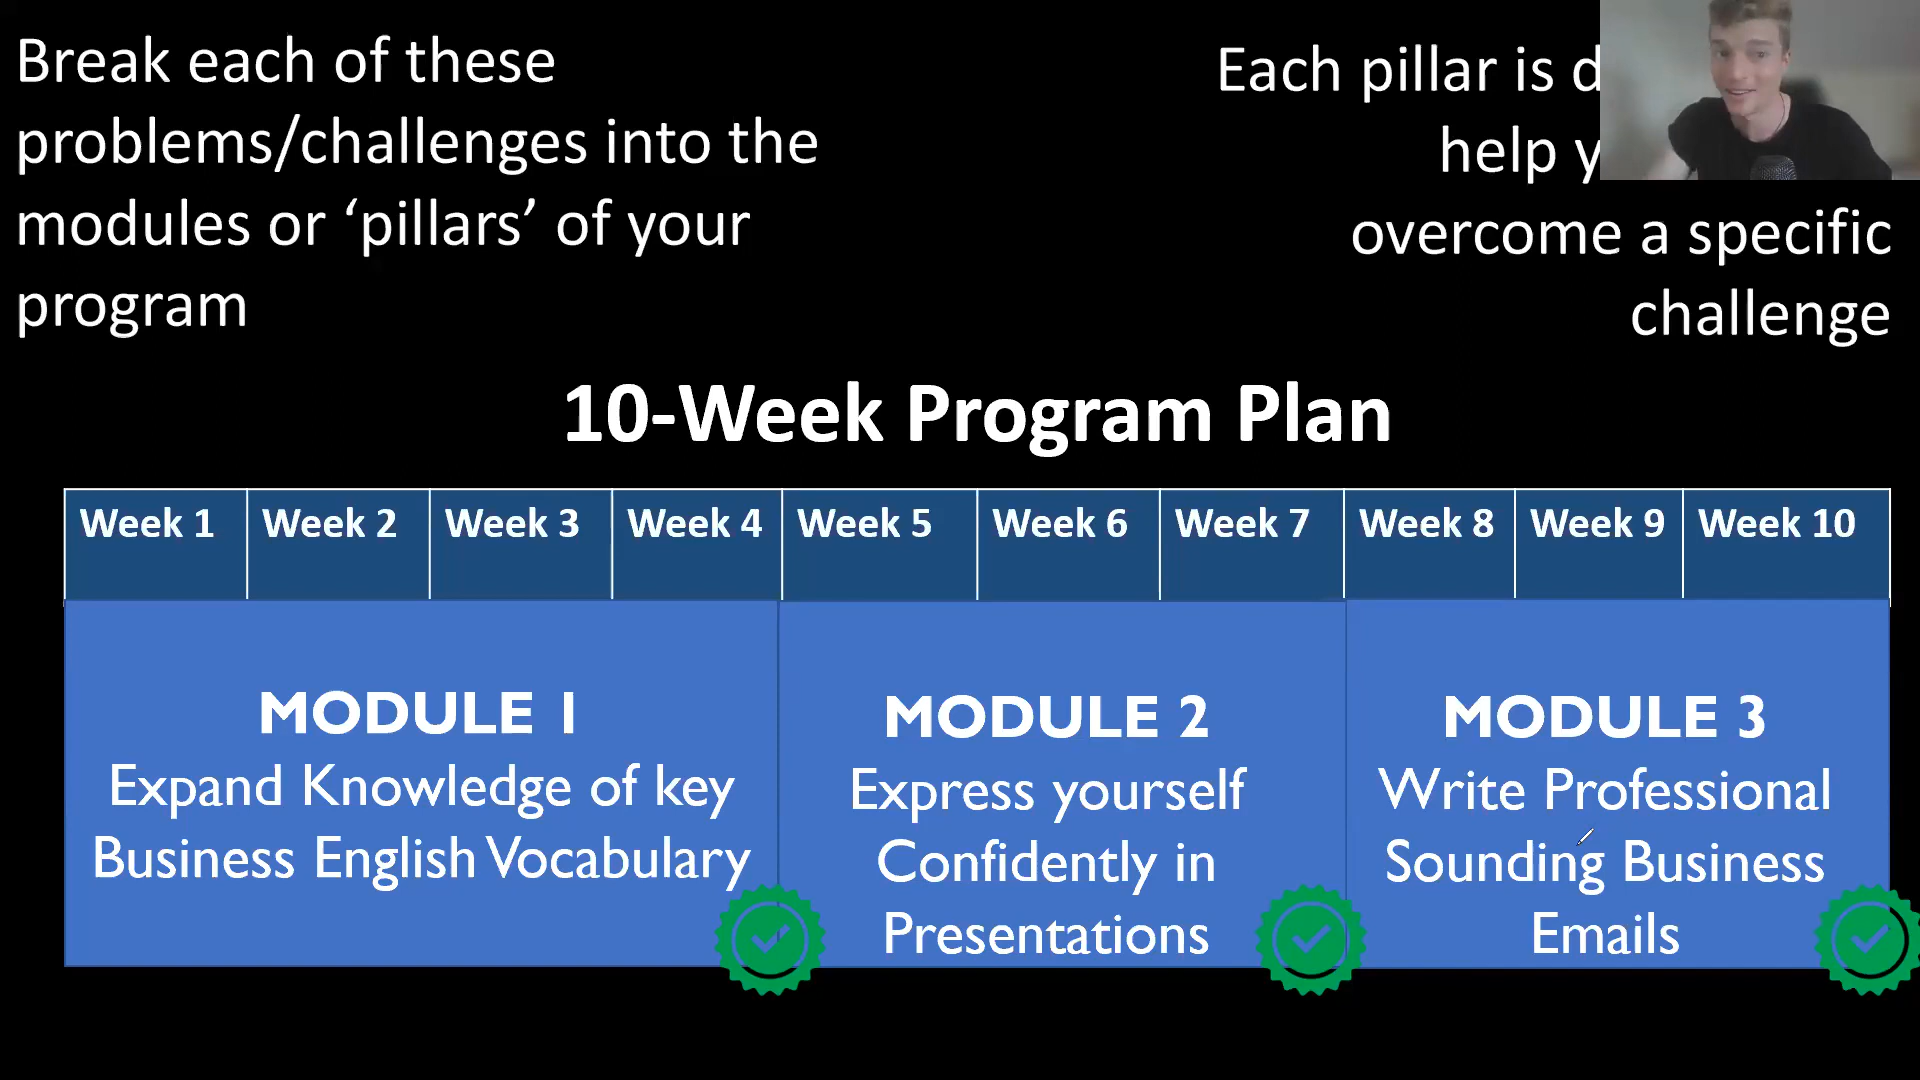 Break each of these
problems/challenges into the
modules or ‘pillars’ of your
program
Each pillar is
help
overcome a specific
challenge
10-Week Program Plan
Week 1
Week 2
Week 3
Week 4
Week 5
Week 6
Week 7
Week 8
Week 9
Week 10
MODULE 1
Expand Knowledge of key
Business English Vocabulary
MODULE 2
Express yourself
Confidently in
Presentations
MODULE 3
Write Professional
Sounding Business
Emails